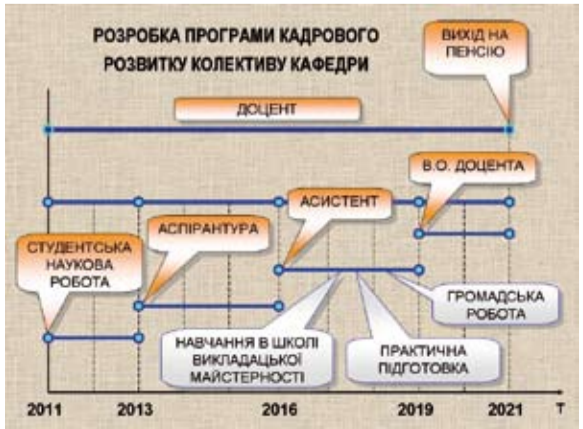 РОЗРОБКА ПРОГРАМИ КАДРОВОГО
РОЗВИТКУ КОЛЕКТИВУ КАФЕДРИ
ВИХІД НА
ПЕНСІЮ
ДОЦЕНТ
В.О. ДОЦЕНТА
АСИСТЕНТ
АСПІРАНТУРА
СТУДЕНТСЬКА
НАУКОВА
РОБОТА
ГРОМАДСЬКА
РОБОТА
НАВЧАННЯ В ШКОЛІ
ВИКЛАДАЦЬКОЇ
МАЙСТЕРНОСТІ
ПРАКТИЧНА
ПІДГОТОВКА
2011 2013 2016 2019 2021 т